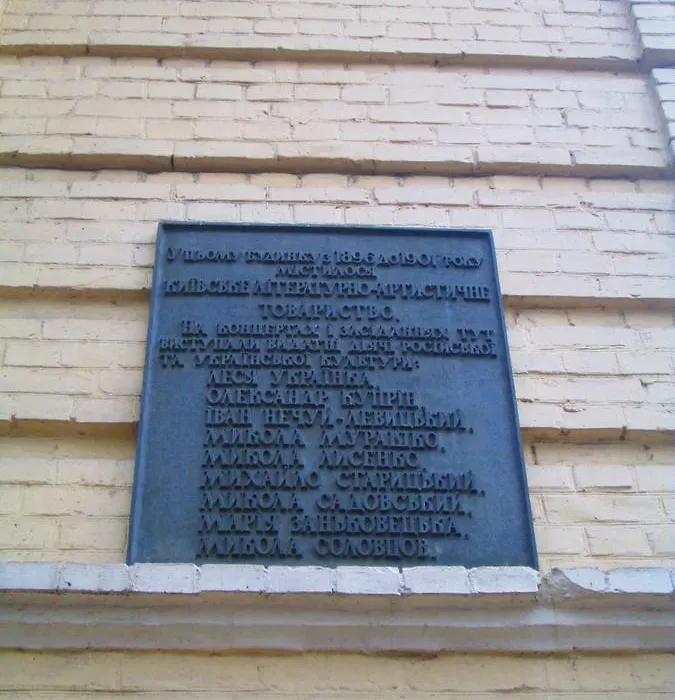 У цьому будинку з 1896 до 1901 року
містилося
Київське літературно-артистичне
товариство.
На концертах і засіданнях тут
виступали видатні діячі російської
та української культури:
Леся Українка,
Олександр Купрін,
Іван Нечуй-Левицький,
Микола Мурашко,
Микола Лисенко,
Михайло Старицький,
Микола Садовський,
Марія Заньковецька,
Микола Соловцов.